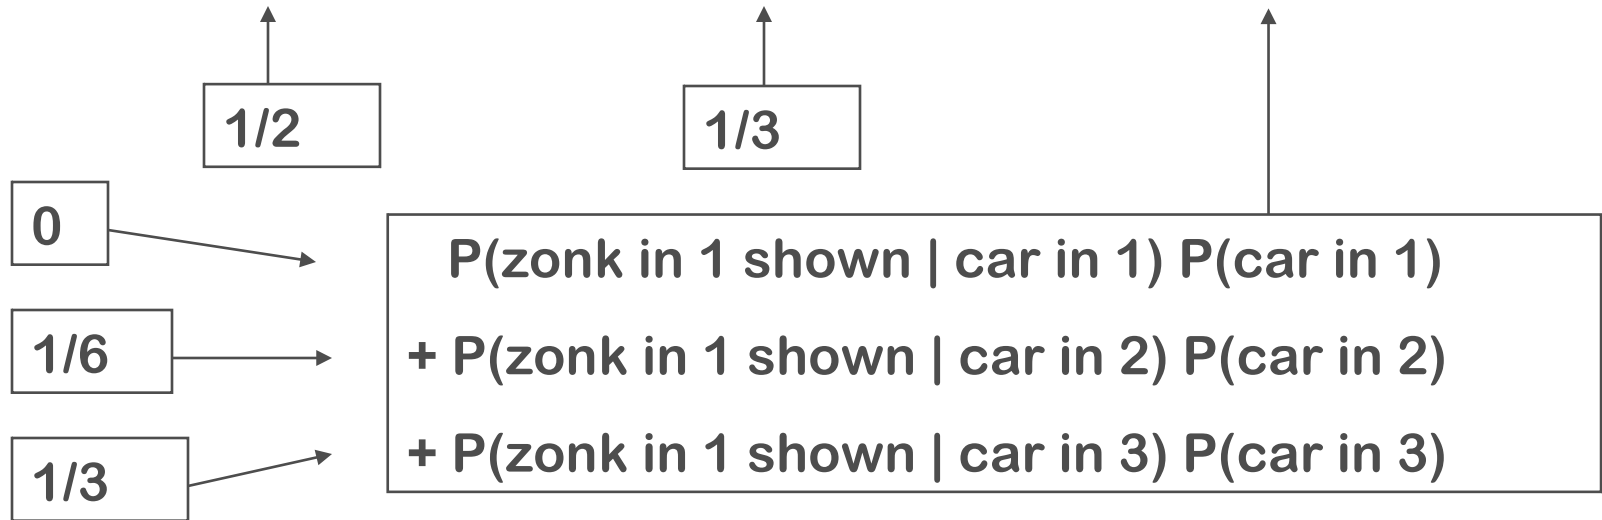 1/2
1/3
0
P(zonk in 1 shown | car in 1) P(car in 1)
1/6
+ P(zonk in 1 shown | car in 2) P(car in 2)
1/3
+ P(zonk in 1 shown | car in 3) P(car in 3)